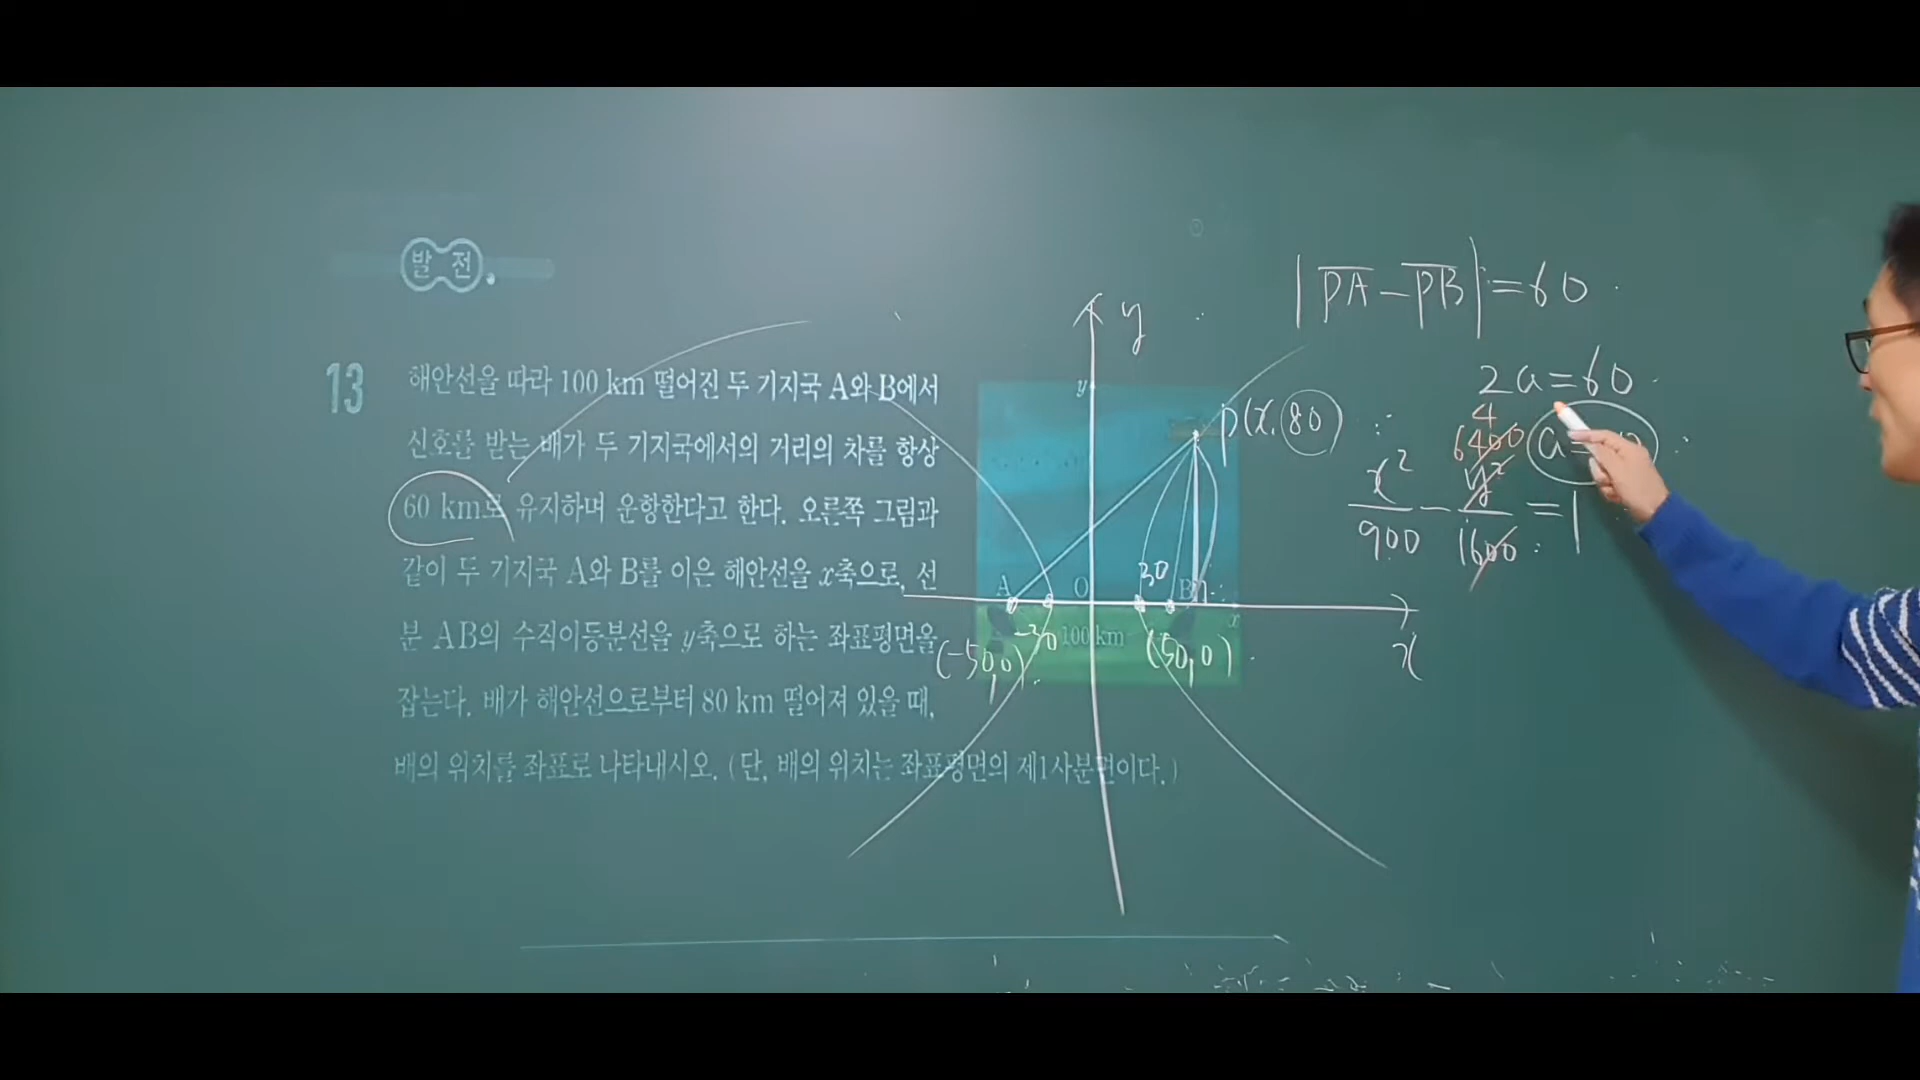 발 전
13
해안선을 따라 100 km 떨어진 두 기지국 A와 B에서
신호를 받는 배가 두 기지국에서의 거리의 차를 항상
60 km로 유지하며 운항한다고 한다. 오른쪽 그림과
같이 두 기지국 A와 B를 이은 해안선을 x축으로, 선
분 AB의 수직이등분선을 y축으로 하는 좌표평면을
잡는다. 배가 해안선으로부터 80 km 떨어져 있을 때,
배의 위치를 좌표로 나타내시오. (단, 배의 위치는 좌표평면의 제1사분면이다.)
y
y
P(x, 80)
A
O
30
B
x
(-50,0)
-30
100 km
(50,0)
x
|PA - PB| = 60
2a = 60
4
6400
a =
x² y²
— - — = 1
900 1600